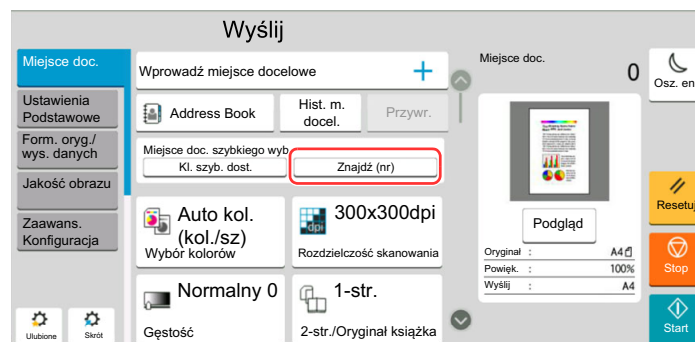 Wyślij
Miejsce doc.
Ustawienia
Podstawowe
Form. oryg./
wys. danych
Jakość obrazu
Zaawans.
Konfiguracja
Ulubione
Skrót
Wprowadź miejsce docelowe
Address Book
Hist. m.
docel.
Przywr.
Miejsce doc. szybkiego wyb.
Kl. szyb. dost.
Znajdź (nr)
Auto kol.
(kol./sz)
Wybór kolorów
dpi
300x300dpi
Rozdzielczość skanowania
Normalny 0
Gęstość
1-str.
2-str./Oryginał książka
Miejsce doc.
0
Podgląd
Oryginał : A4
Powięk. : 100%
Wyślij : A4
Osz. en
Resetuj
Stop
Start